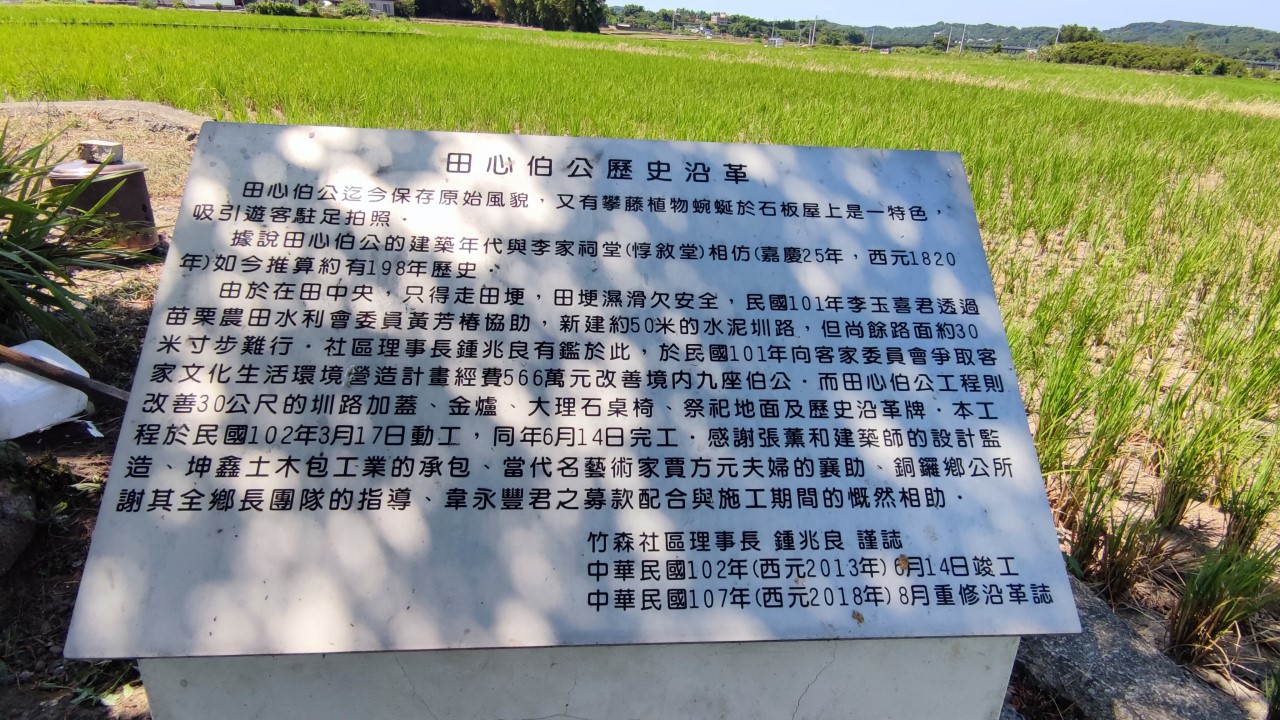 田心伯公歷史沿革
田心伯公迄今保存原始風貌，又有攀藤植物蜿蜒於石板屋上是一特色，
吸引遊客駐足拍照．
據說田心伯公的建築年代與李家祠堂(惇敘堂)相仿(嘉慶25年，西元1820
年)如今推算約有198年歷史．
由於在田中央．只得走田埂，田埂濕滑欠安全，民國101年李玉喜君透過
苗栗農田水利會委員黃芳椿協助，新建約50米的水泥圳路，但尚餘路面約30
米寸步難行．社區理事長鍾兆良有鑑於此，於民國101年向客家委員會爭取客
家文化生活環境營造計畫經費566萬元改善境內九座伯公．而田心伯公工程則
改善30公尺的圳路加蓋、金爐、大理石桌椅、祭祀地面及歷史沿革牌．本工
程於民國102年3月17日動工，同年6月14日完工．感謝張薰和建築師的設計監
造、坤鑫土木包工業的承包、當代名藝術家賈方元夫婦的襄助、銅鑼鄉公所
謝其全鄉長團隊的指導、韋永豐君之募款配合與施工期間的慨然相助．
竹森社區理事長 鍾兆良 謹誌
中華民國102年(西元2013年)6月14日竣工
中華民國107年(西元2018年)8月重修沿革誌